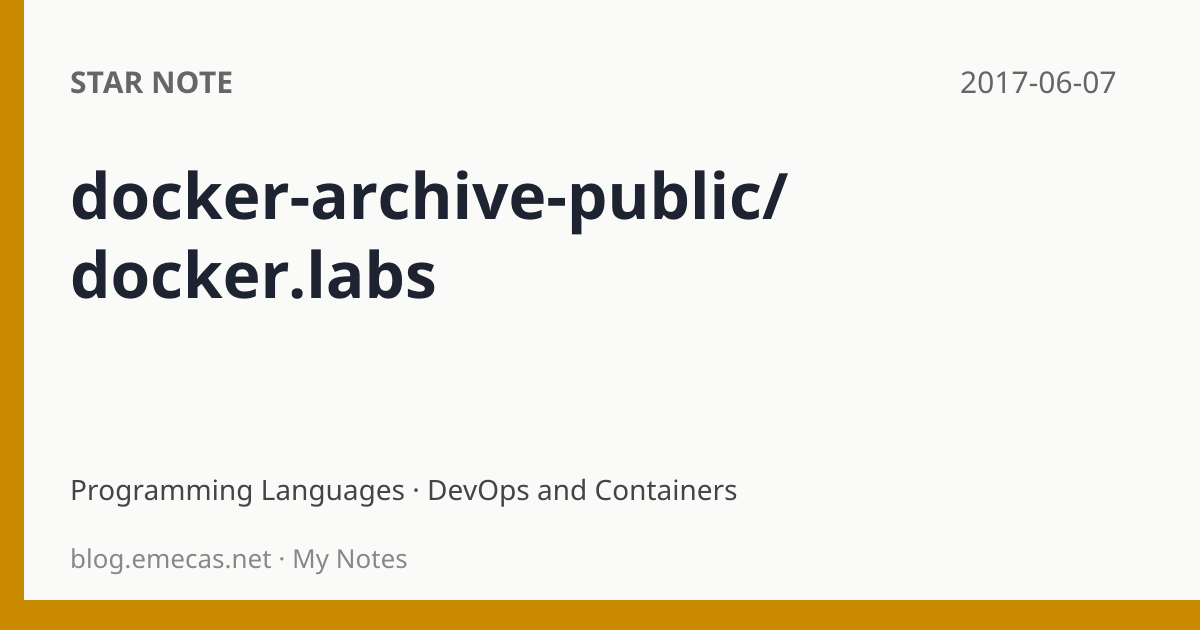 STAR NOTE
2017-06-07
docker-archive-public/
docker.labs
Programming Languages · DevOps and Containers
blog.emecas.net · My Notes